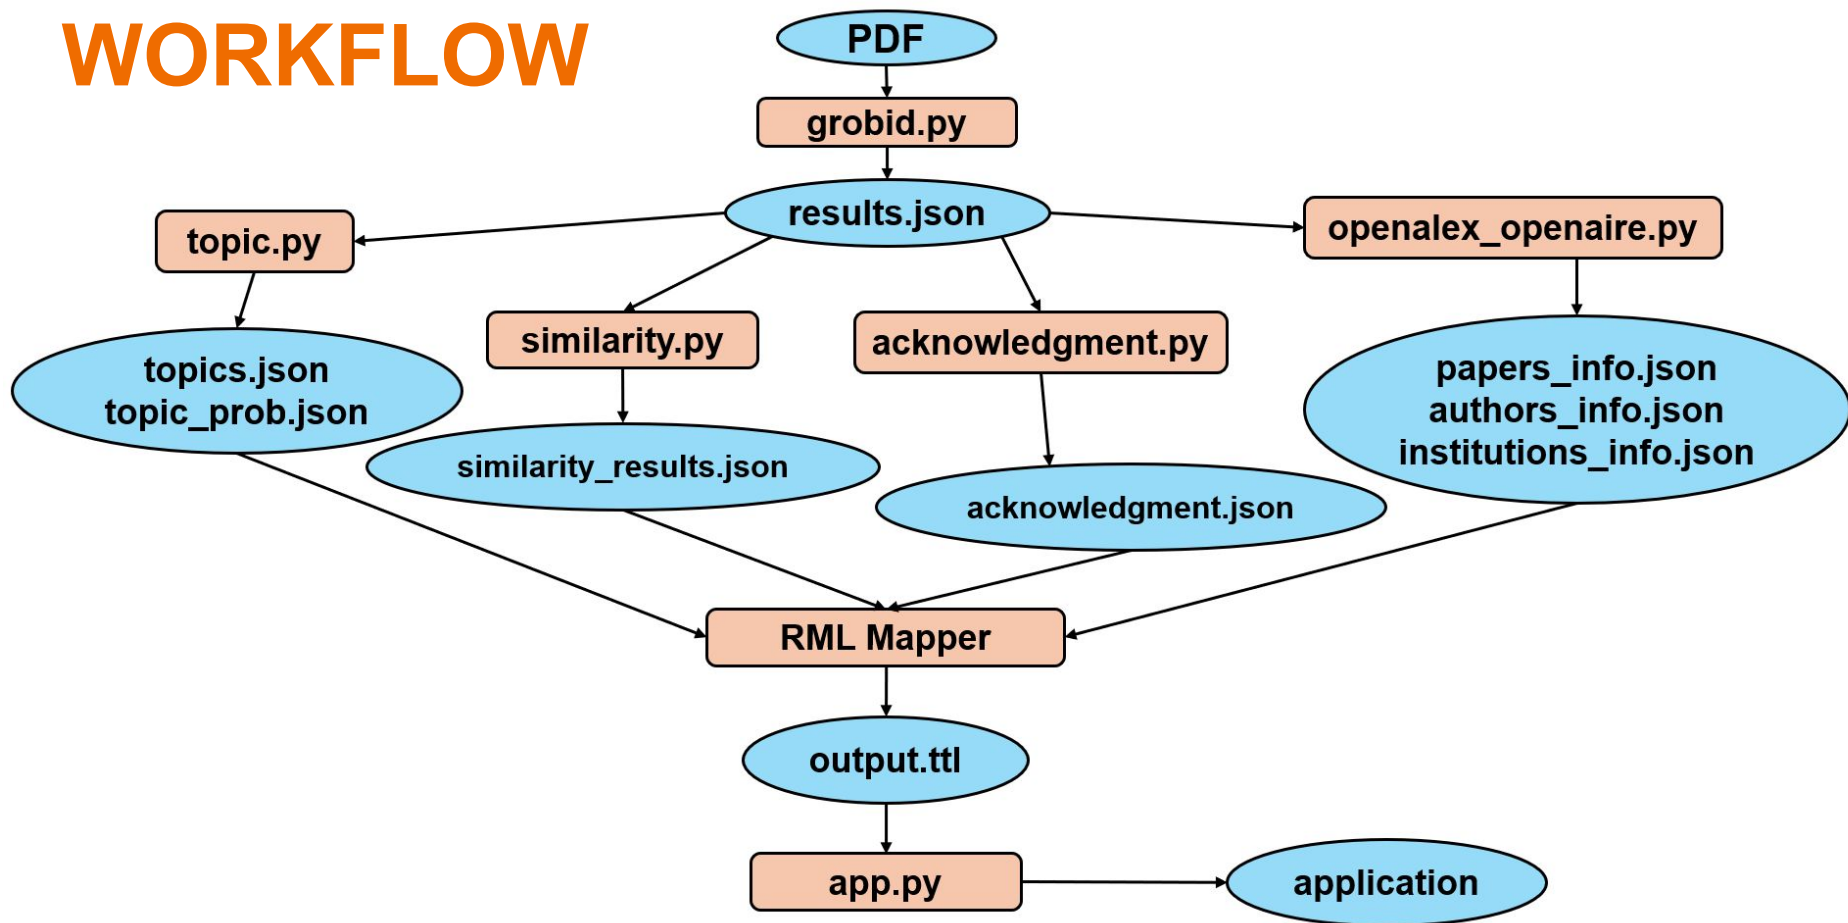 WORKFLOW
PDF
grobid.py
results.json
topic.py
openalex_openaire.py
similarity.py
acknowledgment.py
topics.json
topic_prob.json
papers_info.json
authors_info.json
institutions_info.json
similarity_results.json
acknowledgment.json
RML Mapper
output.ttl
app.py
application